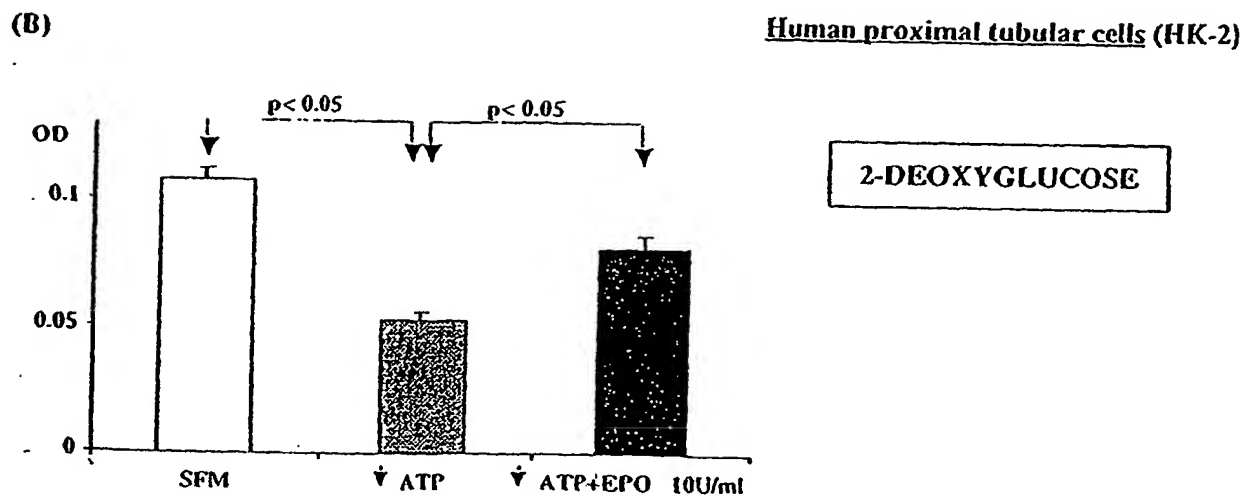 (B)
Human proximal tubular cells (HK-2)
p< 0.05
p< 0.05
OD
2-DEOXYGLUCOSE
0.1
0.05
0
SFM
ATP
ATP+EPO 10U/ml